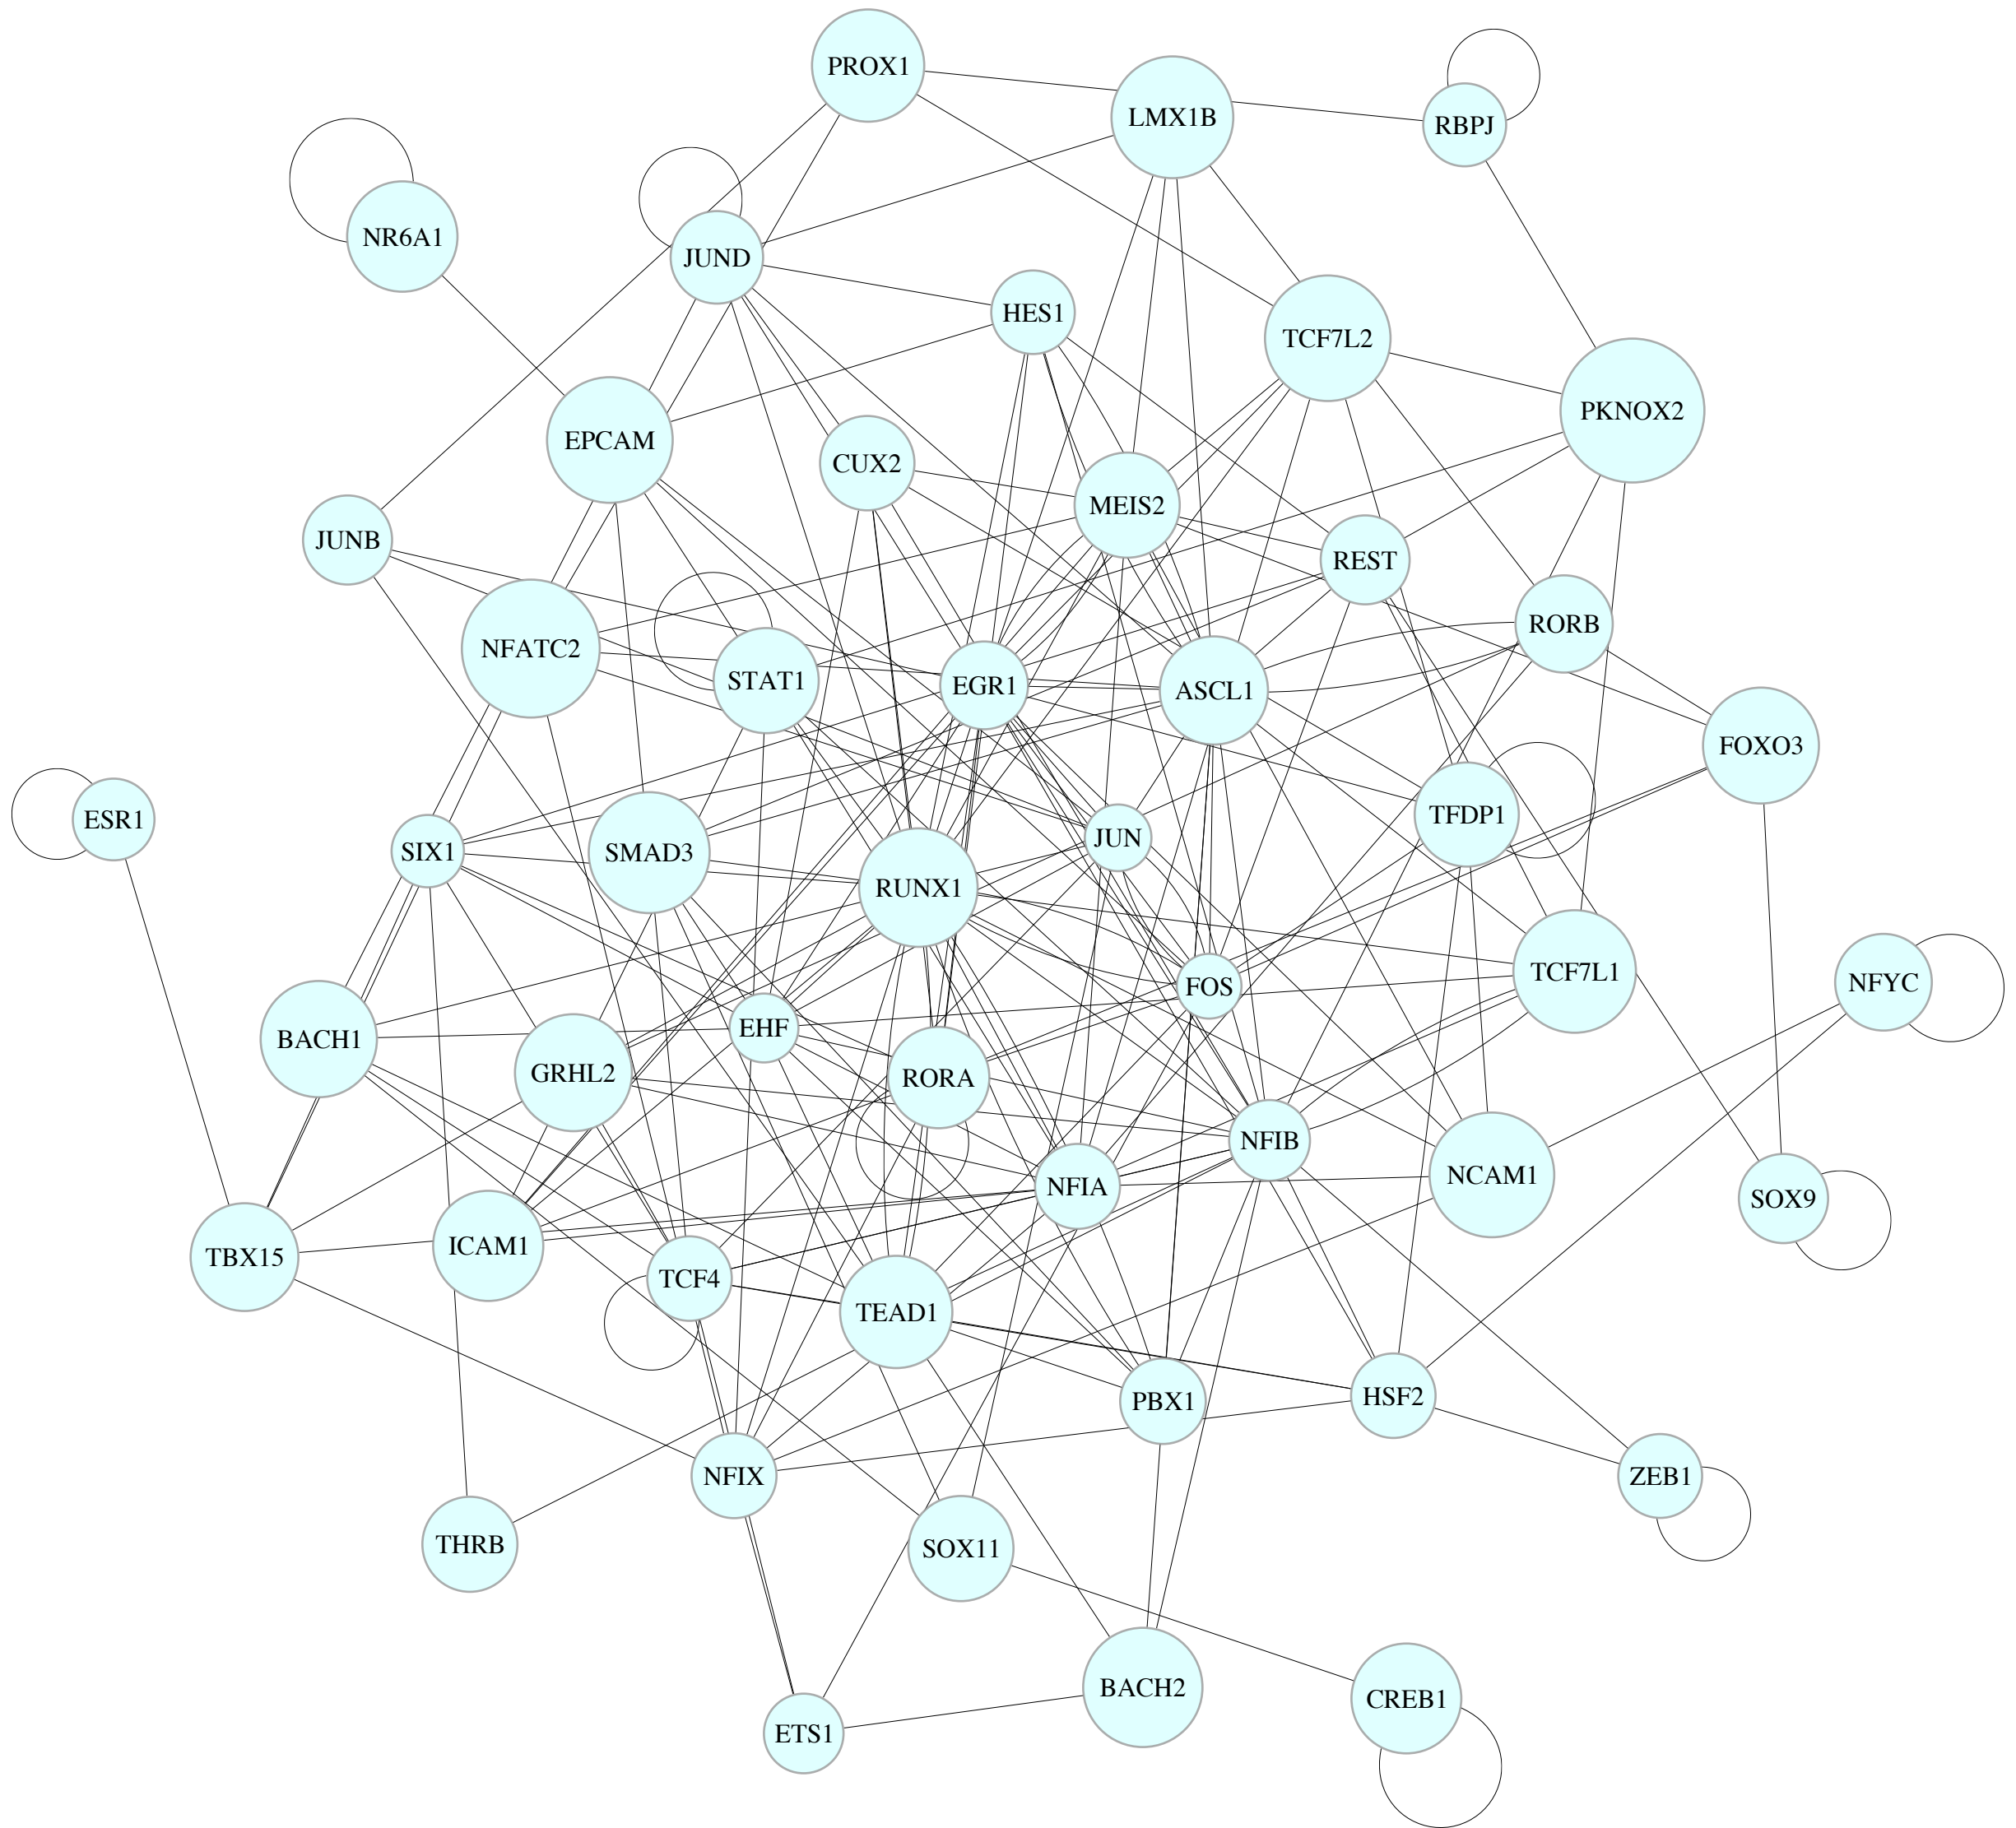 PROX1
LMX1B
RBPJ
NR6A1
JUND
HES1
TCF7L2
PKNOX2
EPCAM
CUX2
MEIS2
JUNB
REST
RORB
NFATC2
STAT1
EGR1
ASCL1
FOXO3
ESR1
SIX1
SMAD3
JUN
TFDP1
RUNX1
TCF7L1
NFYC
FOS
BACH1
EHF
GRHL2
RORA
NFIB
NCAM1
NFIA
SOX9
TBX15
ICAM1
TCF4
TEAD1
PBX1
HSF2
NFIX
ZEB1
THRB
SOX11
BACH2
CREB1
ETS1